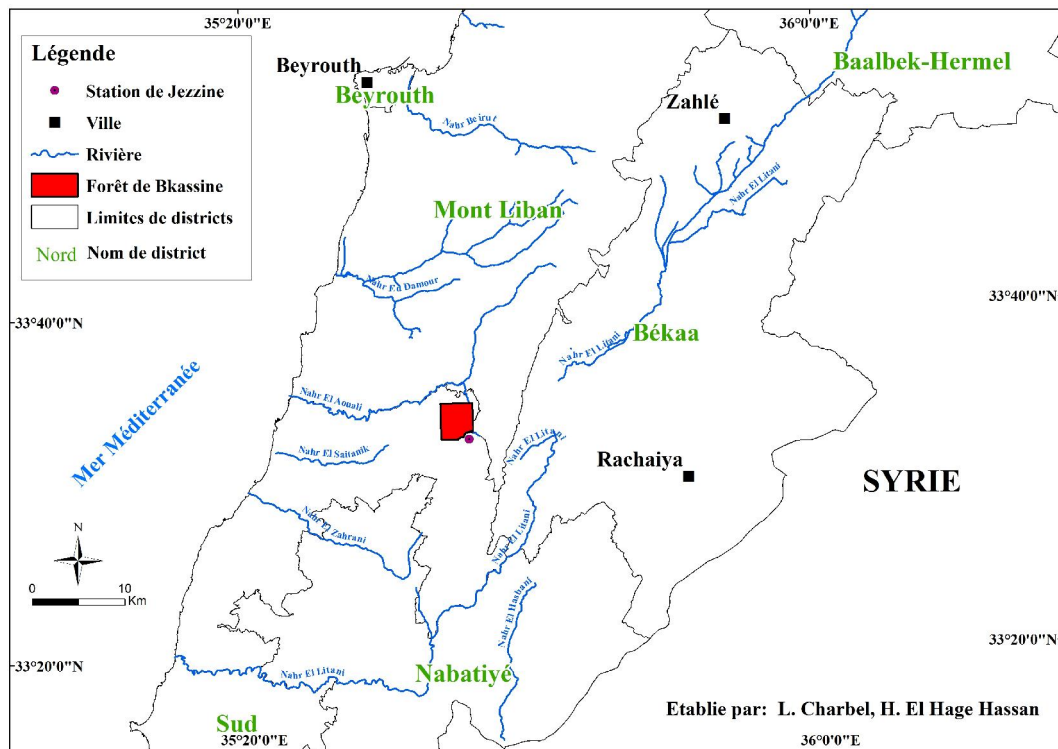 35°20'0"E
36°0'0"E
Légende
Station de Jezzine
Ville
Rivière
Forêt de Bkassine
Limites de districts
Nord
Nom de district
Beyrouth
Beyrouth
Nahr Beirut
Zahlé
Baalbek-Hermel
Nahr El Litani
Mont Liban
Nahr Ed Damour
33°40'0"N
33°40'0"N
Békaa
Nahr El Litani
Mer Méditerranée
Nahr El Aouali
Nahr El Saitanik
Nahr El Litani
Rachaiya
SYRIE
Nahr El Zahrani
Nahr El Litani
N
0
10
Km
Nahr El Hasbani
33°20'0"N
33°20'0"N
Nahr El Litani
Nabatiyé
Sud
Etablie par: L. Charbel, H. El Hage Hassan
35°20'0"E
36°0'0"E